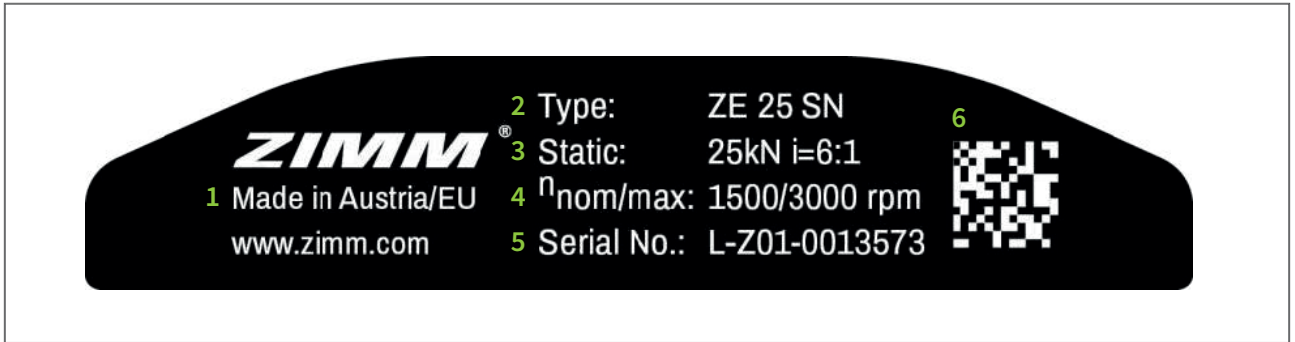 ZIMM®
1 Made in Austria/EU
www.zimm.com
2 Type: ZE 25 SN
3 Static: 25kN i=6:1
4 nnom/max: 1500/3000 rpm
5 Serial No.: L-Z01-0013573
6